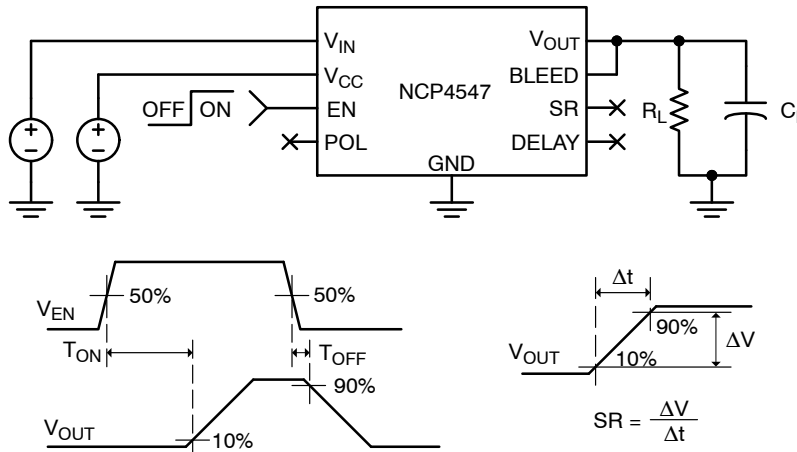 V_IN
V_OUT
V_CC
BLEED
NCP4547
OFF
ON
EN
SR
POL
DELAY
GND
R_L
+
−
+
−
V_EN
50%
50%
T_ON
T_OFF
90%
V_OUT
10%
Δt
90%
ΔV
V_OUT
10%
SR = ΔV
Δt